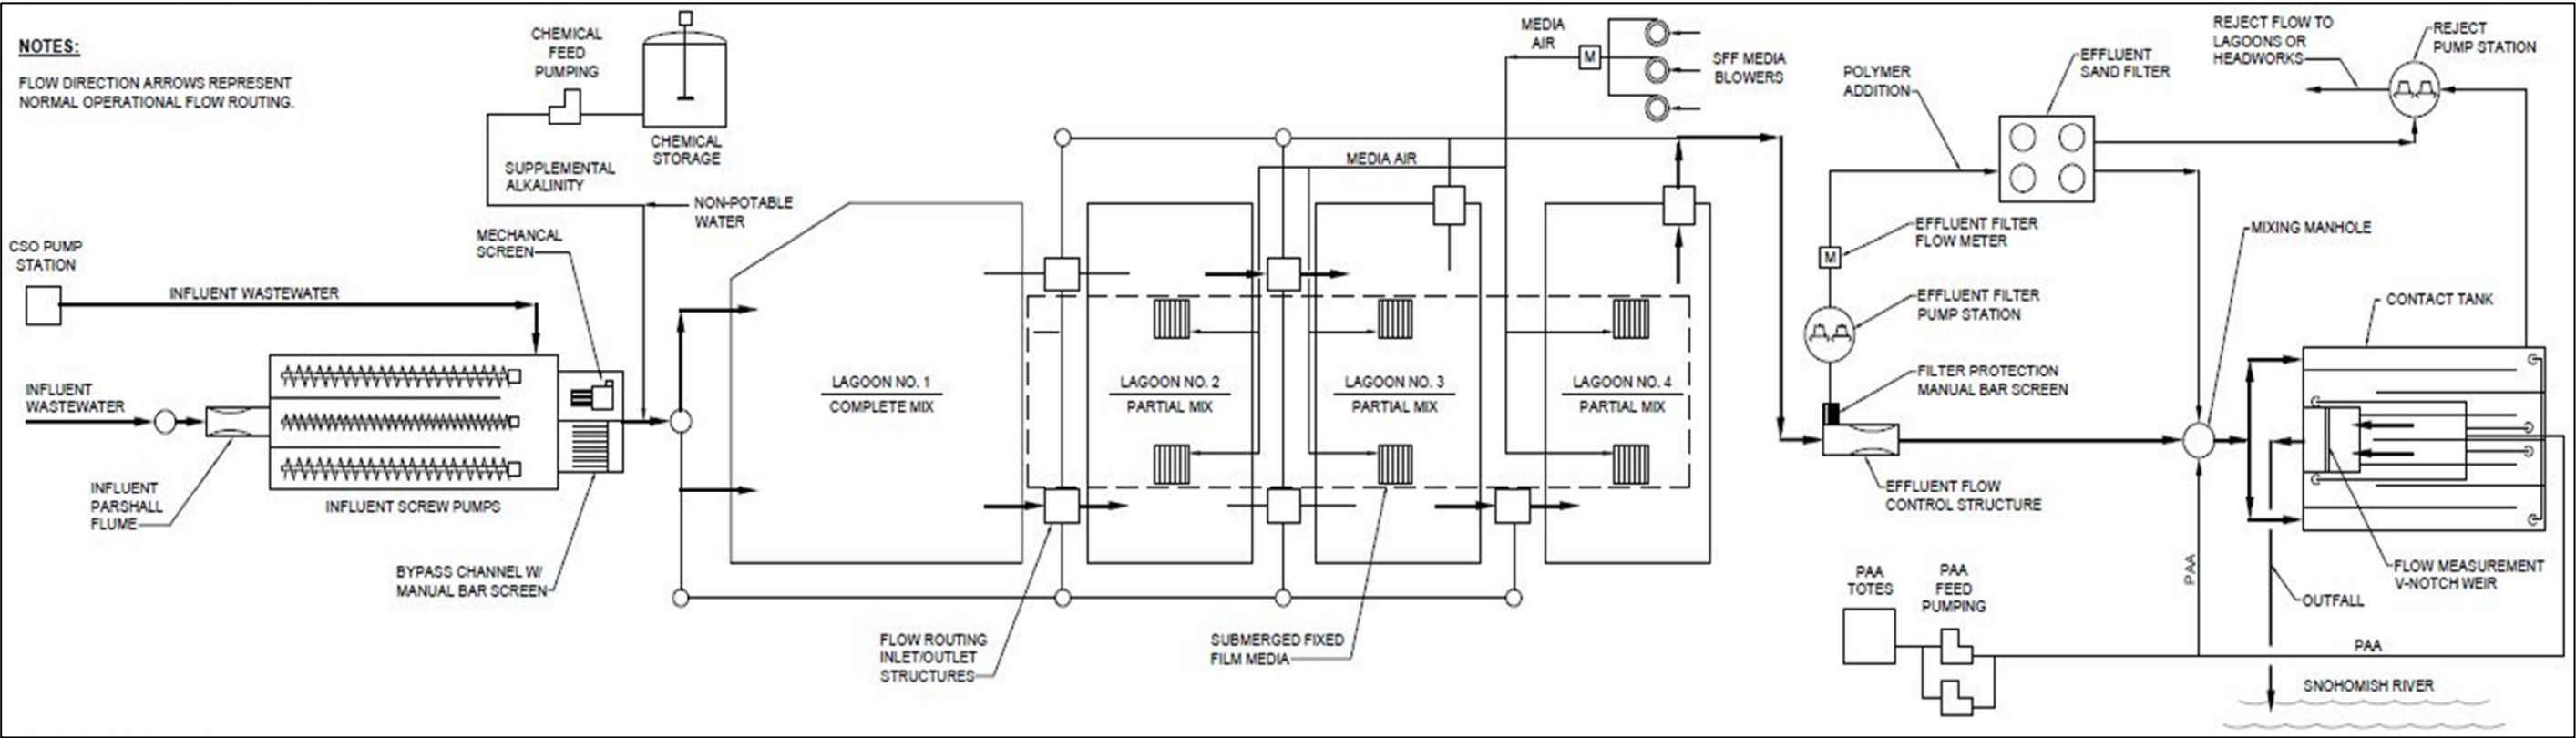 NOTES:
FLOW DIRECTION ARROWS REPRESENT
NORMAL OPERATIONAL FLOW ROUTING.
CHEMICAL
FEED
PUMPING
CHEMICAL
STORAGE
SUPPLEMENTAL
ALKALINITY
NON-POTABLE
WATER
MECHANCAL
SCREEN
CSO PUMP
STATION
INFLUENT WASTEWATER
INFLUENT
WASTEWATER
INFLUENT
PARSHALL
FLUME
INFLUENT SCREW PUMPS
BYPASS CHANNEL W/
MANUAL BAR SCREEN
LAGOON NO. 1
COMPLETE MIX
LAGOON NO. 2
PARTIAL MIX
LAGOON NO. 3
PARTIAL MIX
LAGOON NO. 4
PARTIAL MIX
FLOW ROUTING
INLET/OUTLET
STRUCTURES
SUBMERGED FIXED
FILM MEDIA
MEDIA AIR
MEDIA
AIR
M
SFF MEDIA
BLOWERS
POLYMER
ADDITION
EFFLUENT
SAND FILTER
REJECT FLOW TO
LAGOONS OR
HEADWORKS
REJECT
PUMP STATION
M
EFFLUENT FILTER
FLOW METER
EFFLUENT FILTER
PUMP STATION
FILTER PROTECTION
MANUAL BAR SCREEN
EFFLUENT FLOW
CONTROL STRUCTURE
MIXING MANHOLE
CONTACT TANK
FLOW MEASUREMENT
V-NOTCH WEIR
OUTFALL
PAA
TOTES
PAA
FEED
PUMPING
PAA
PAA
SNOHOMISH RIVER